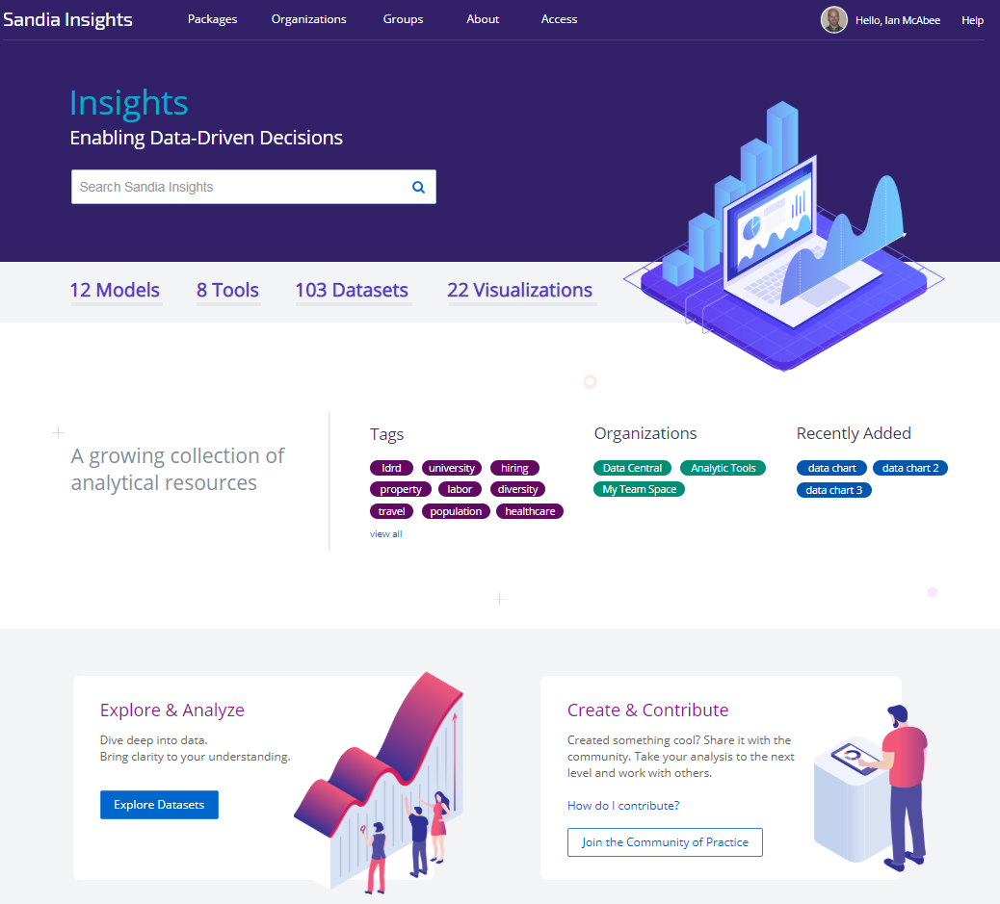 Sandia Insights
Packages
Organizations
Groups
About
Access
Hello, Ian McAbee
Help
Insights
Enabling Data-Driven Decisions
Search Sandia Insights
12 Models
8 Tools
103 Datasets
22 Visualizations
A growing collection of
analytical resources
Tags
ldrd
university
hiring
property
labor
diversity
travel
population
healthcare
view all
Organizations
Data Central
Analytic Tools
My Team Space
Recently Added
data chart
data chart 2
data chart 3
Explore & Analyze
Dive deep into data.
Bring clarity to your understanding.
Explore Datasets
Create & Contribute
Created something cool? Share it with the
community. Take your analysis to the next
level and work with others.
How do I contribute?
Join the Community of Practice